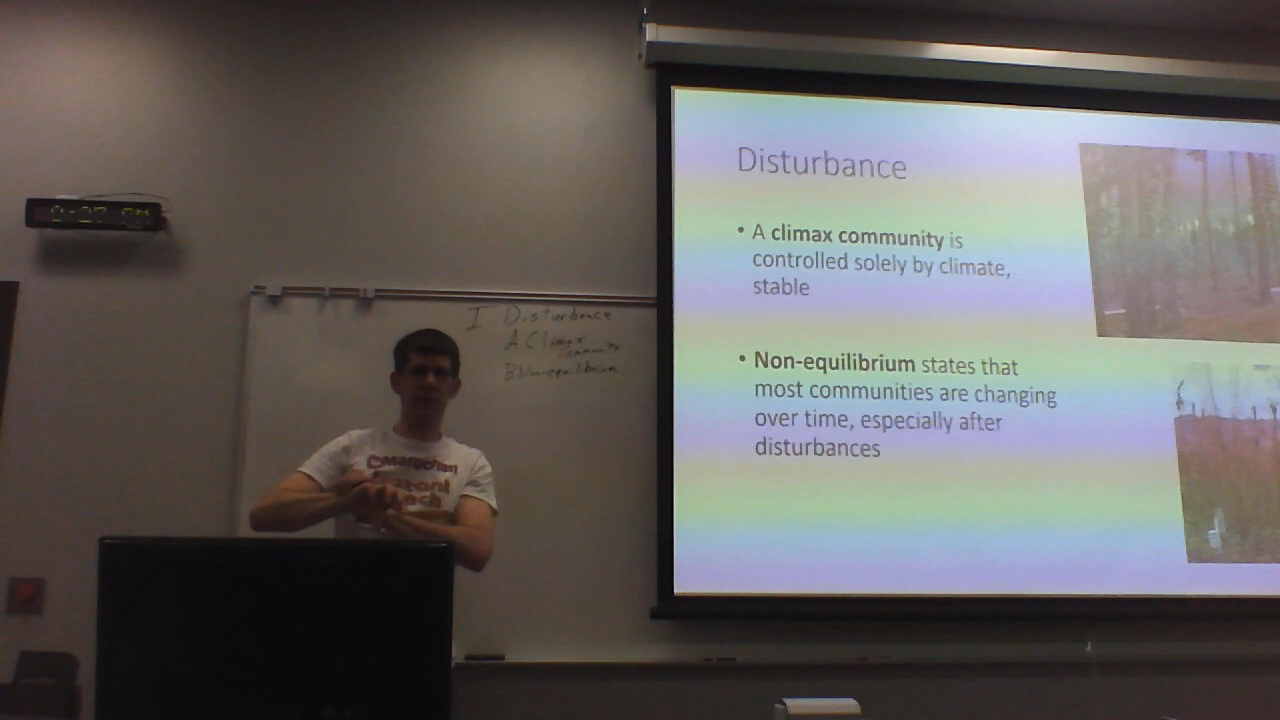 I Disturbance
A Climax
Community
B Non-equilibrium
Disturbance
• A climax community is
controlled solely by climate,
stable
• Non-equilibrium states that
most communities are changing
over time, especially after
disturbances